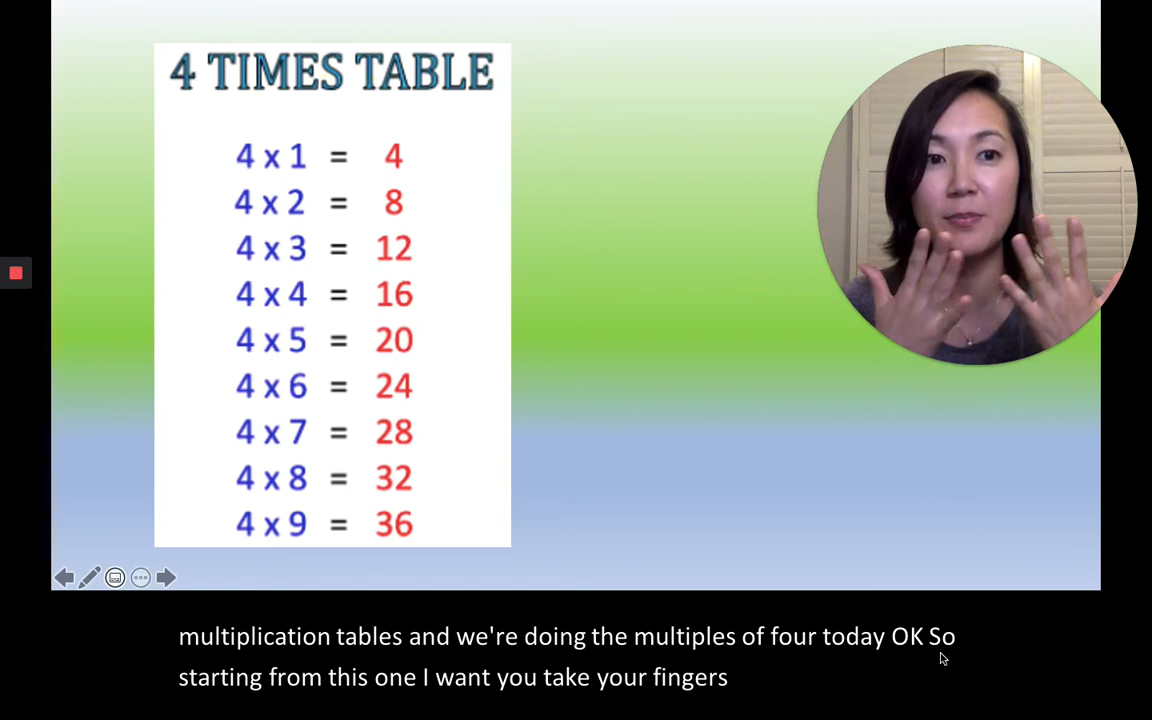 4 TIMES TABLE
4 x 1 = 4
4 x 2 = 8
4 x 3 = 12
4 x 4 = 16
4 x 5 = 20
4 x 6 = 24
4 x 7 = 28
4 x 8 = 32
4 x 9 = 36
multiplication tables and we're doing the multiples of four today OK So
starting from this one I want you take your fingers